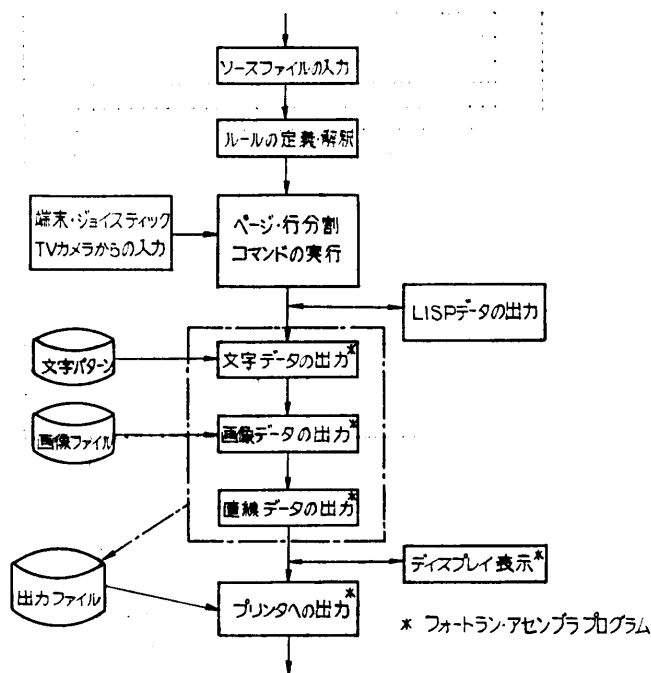 ソースファイルの入力
ルールの定義・解釈
端末・ジョイスティック
TVカメラからの入力
ページ・行分割
コマンドの実行
LISPデータの出力
文字パターン
文字データの出力*
画像ファイル
画像データの出力*
直線データの出力*
ディスプレイ表示*
出力ファイル
プリンタへの出力*
* フォートラン・アセンブラプログラム